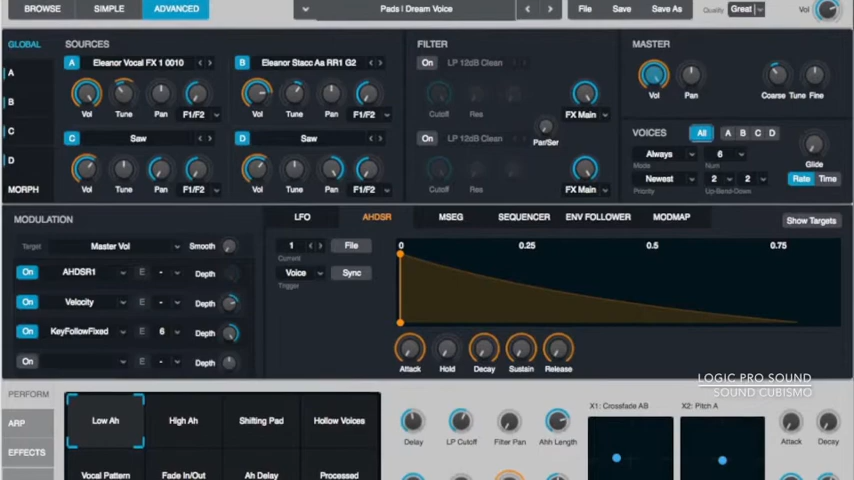 BROWSE SIMPLE ADVANCED Pads | Dream Voice File Save Save As Quality Great Vol
GLOBAL SOURCES FILTER MASTER
A Eleanor Vocal FX 1 0010 B Eleanor Stacc Aa RR1 G2 On LP 12dB Clean
A
Cutoff Res
Vol Tune Pan F1/F2 Vol Tune Pan F1/F2 FX Main Vol Pan Coarse Tune Fine
B
C
C Saw D Saw On LP 12dB Clean Par/Ser VOICES All A B C D
D
Always 6
Mode Num Glide
Cutoff Res
MORPH Vol Tune Pan F1/F2 Vol Tune Pan F1/F2 FX Main Newest 2 2 Rate Time
Priority Up-Bend-Down
MODULATION LFO AHDSR MSEG SEQUENCER ENV FOLLOWER MODMAP Show Targets
Target Master Vol Smooth 1 File 0 0.25 0.5 0.75
Current
On AHDSR1 E - Depth Voice Sync
Trigger
On Velocity E - Depth
On KeyFollowFixed E 6 Depth
On E - Depth Attack Hold Decay Sustain Release
LOGIC PRO SOUND
SOUND CUBISMO
PERFORM
ARP Low Ah High Ah Shifting Pad Hollow Voices X1: Crossfade AB X2: Pitch A
Delay LP Cutoff Filter Pan Ahh Length Attack Decay
EFFECTS
Vocal Pattern Fade In/Out Ah Delay Processed